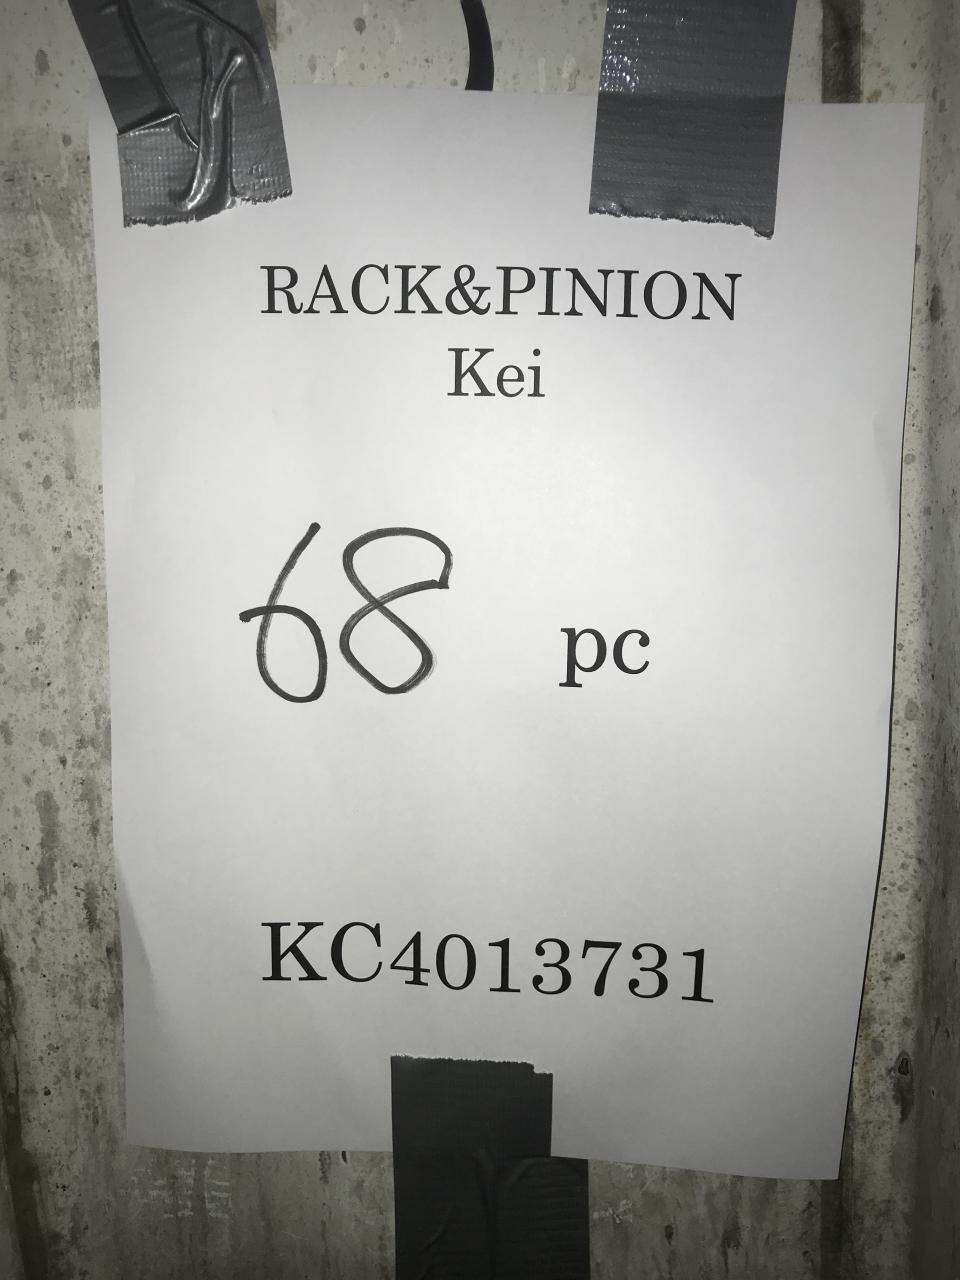 RACK&PINION
Kei
68 pc
KC4013731